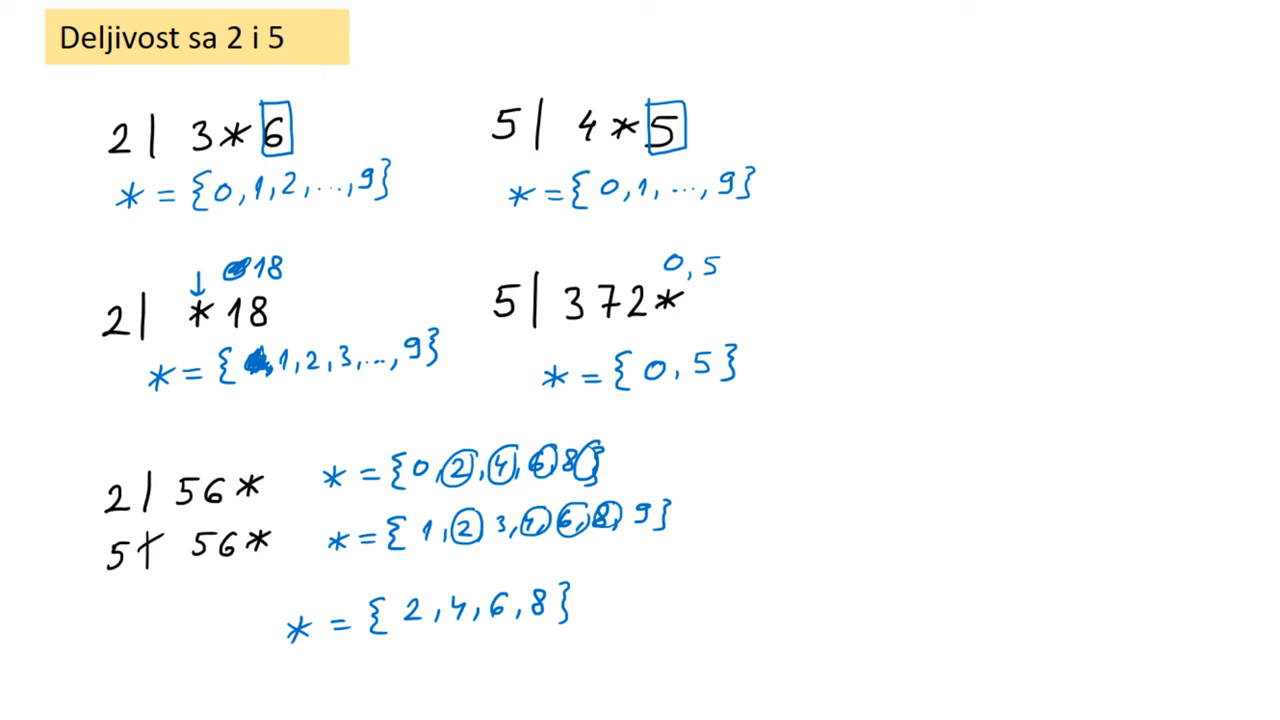 Deljivost sa 2 i 5
2 | 3*6
* = {0,1,2,...,9}
5 | 4*5
* = {0,1,...,9}
↓ 18
2 | *18
* = {1,2,3,...,9}
0,5
5 | 372*
* = {0,5}
2 | 56* * = {0,2,4,6,8}
5 ∤ 56* * = {1,2,3,4,6,8,9}
* = {2,4,6,8}